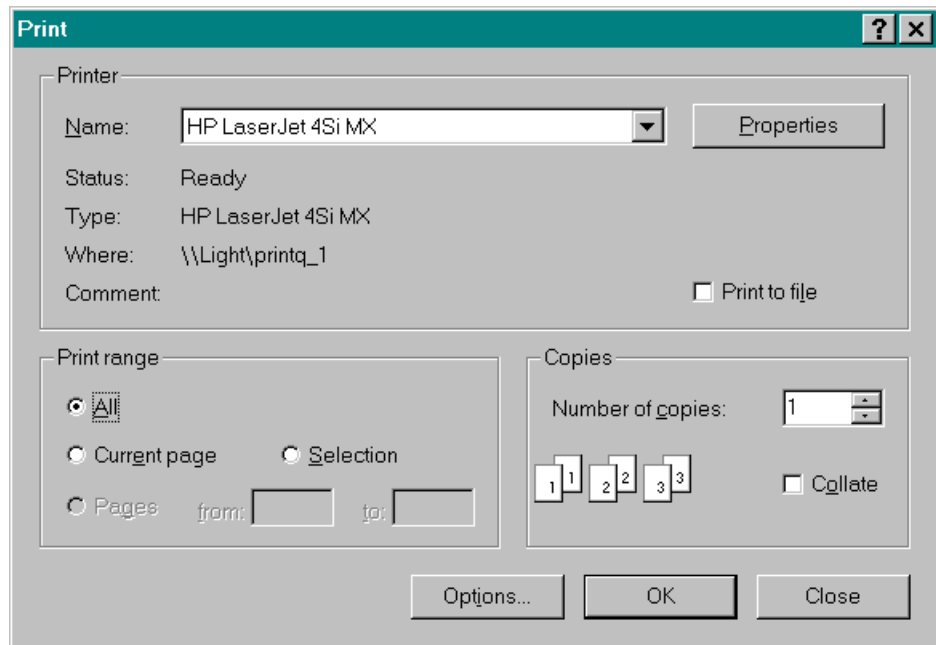 Print
Printer
Name: HP LaserJet 4Si MX Properties
Status: Ready
Type: HP LaserJet 4Si MX
Where: \\Light\printq_1
Comment: Print to file
Print range
All
Current page Selection
Pages from: to:
Copies
Number of copies: 1
1 1 2 2 3 3 Collate
Options... OK Close